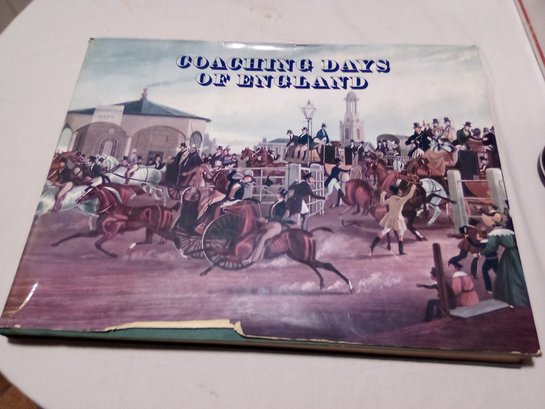 COACHING DAYS
OF ENGLAND